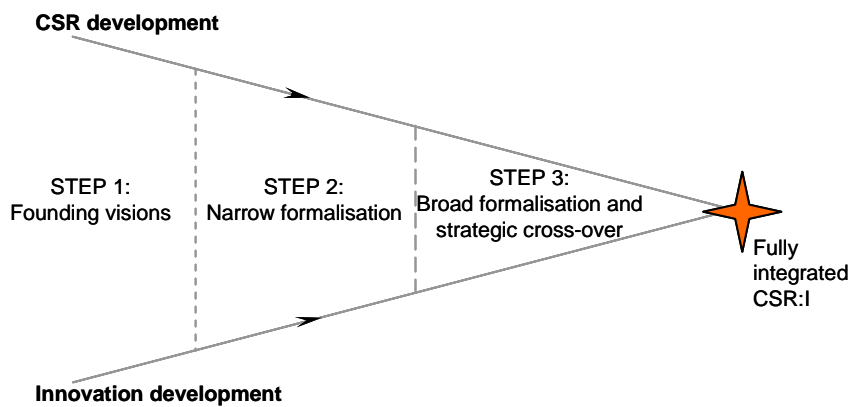 CSR development
STEP 1:
Founding visions
STEP 2:
Narrow formalisation
STEP 3:
Broad formalisation and
strategic cross-over
Fully
integrated
CSR:I
Innovation development